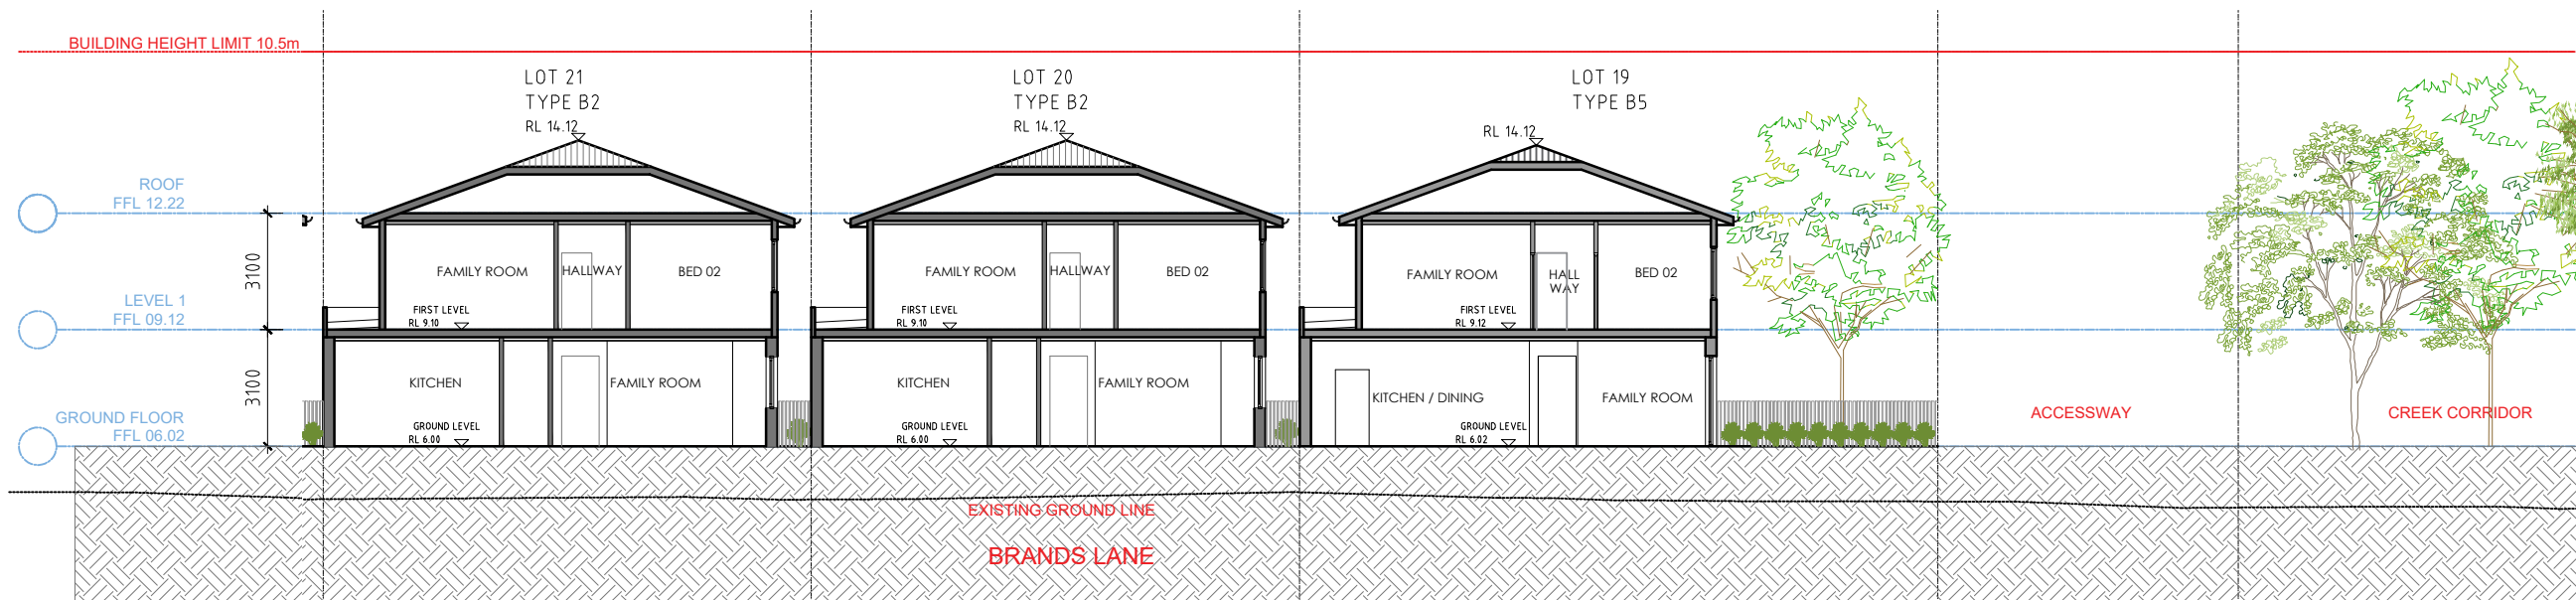 BUILDING HEIGHT LIMIT 10.5m
LOT 21
TYPE B2
RL 14.12
LOT 20
TYPE B2
RL 14.12
LOT 19
TYPE B5
RL 14.12
ROOF
FFL 12.22
3100
LEVEL 1
FFL 09.12
3100
GROUND FLOOR
FFL 06.02
FAMILY ROOM
HALLWAY
BED 02
FIRST LEVEL
RL 9.10
KITCHEN
FAMILY ROOM
GROUND LEVEL
RL 6.00
FAMILY ROOM
HALLWAY
BED 02
FIRST LEVEL
RL 9.10
KITCHEN
FAMILY ROOM
GROUND LEVEL
RL 6.00
FAMILY ROOM
HALL
WAY
BED 02
FIRST LEVEL
RL 9.12
KITCHEN / DINING
FAMILY ROOM
GROUND LEVEL
RL 6.02
ACCESSWAY
CREEK CORRIDOR
EXISTING GROUND LINE
BRANDS LANE